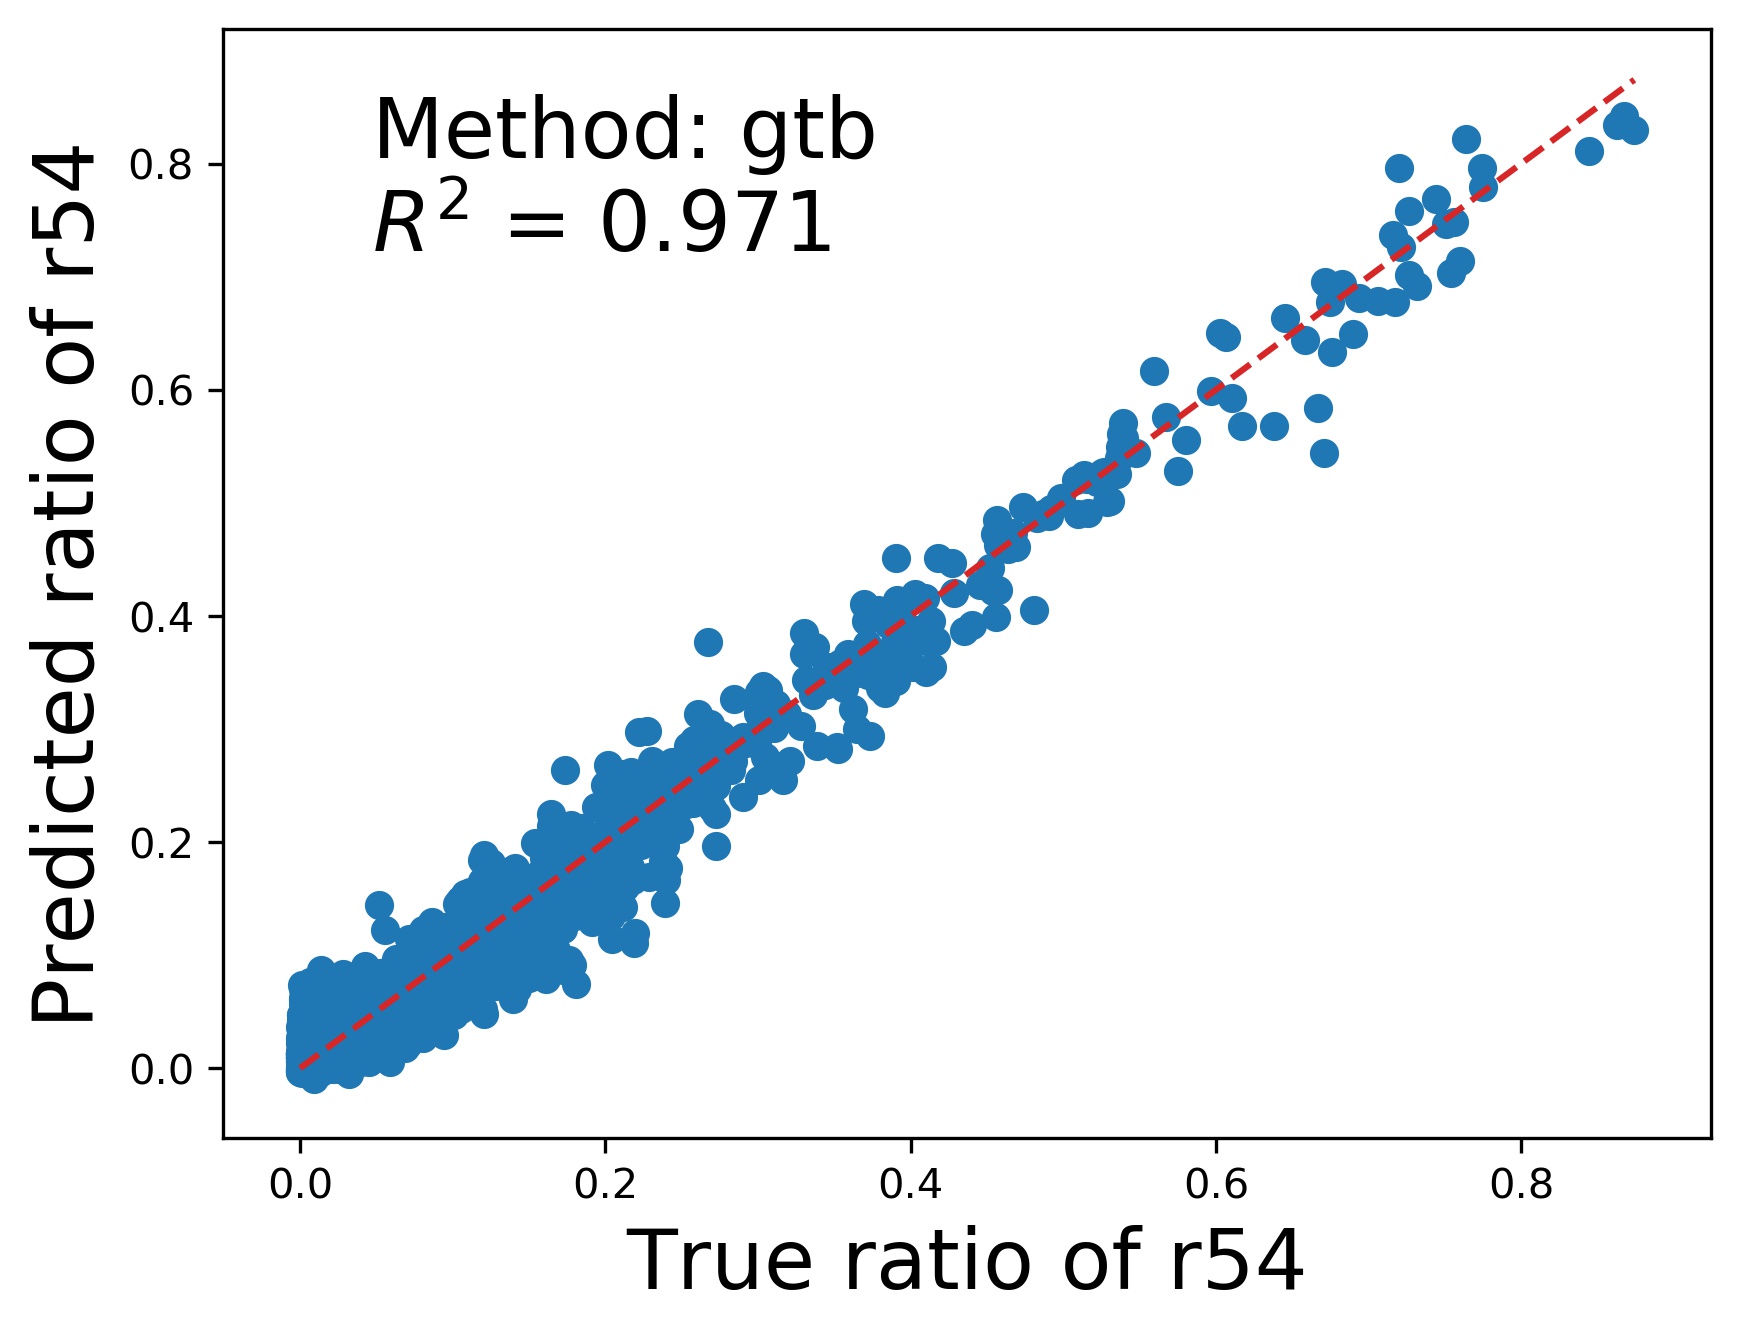 Method: gtb
R² = 0.971
Predicted ratio of r54
0.8
0.6
0.4
0.2
0.0
0.0 0.2 0.4 0.6 0.8
True ratio of r54